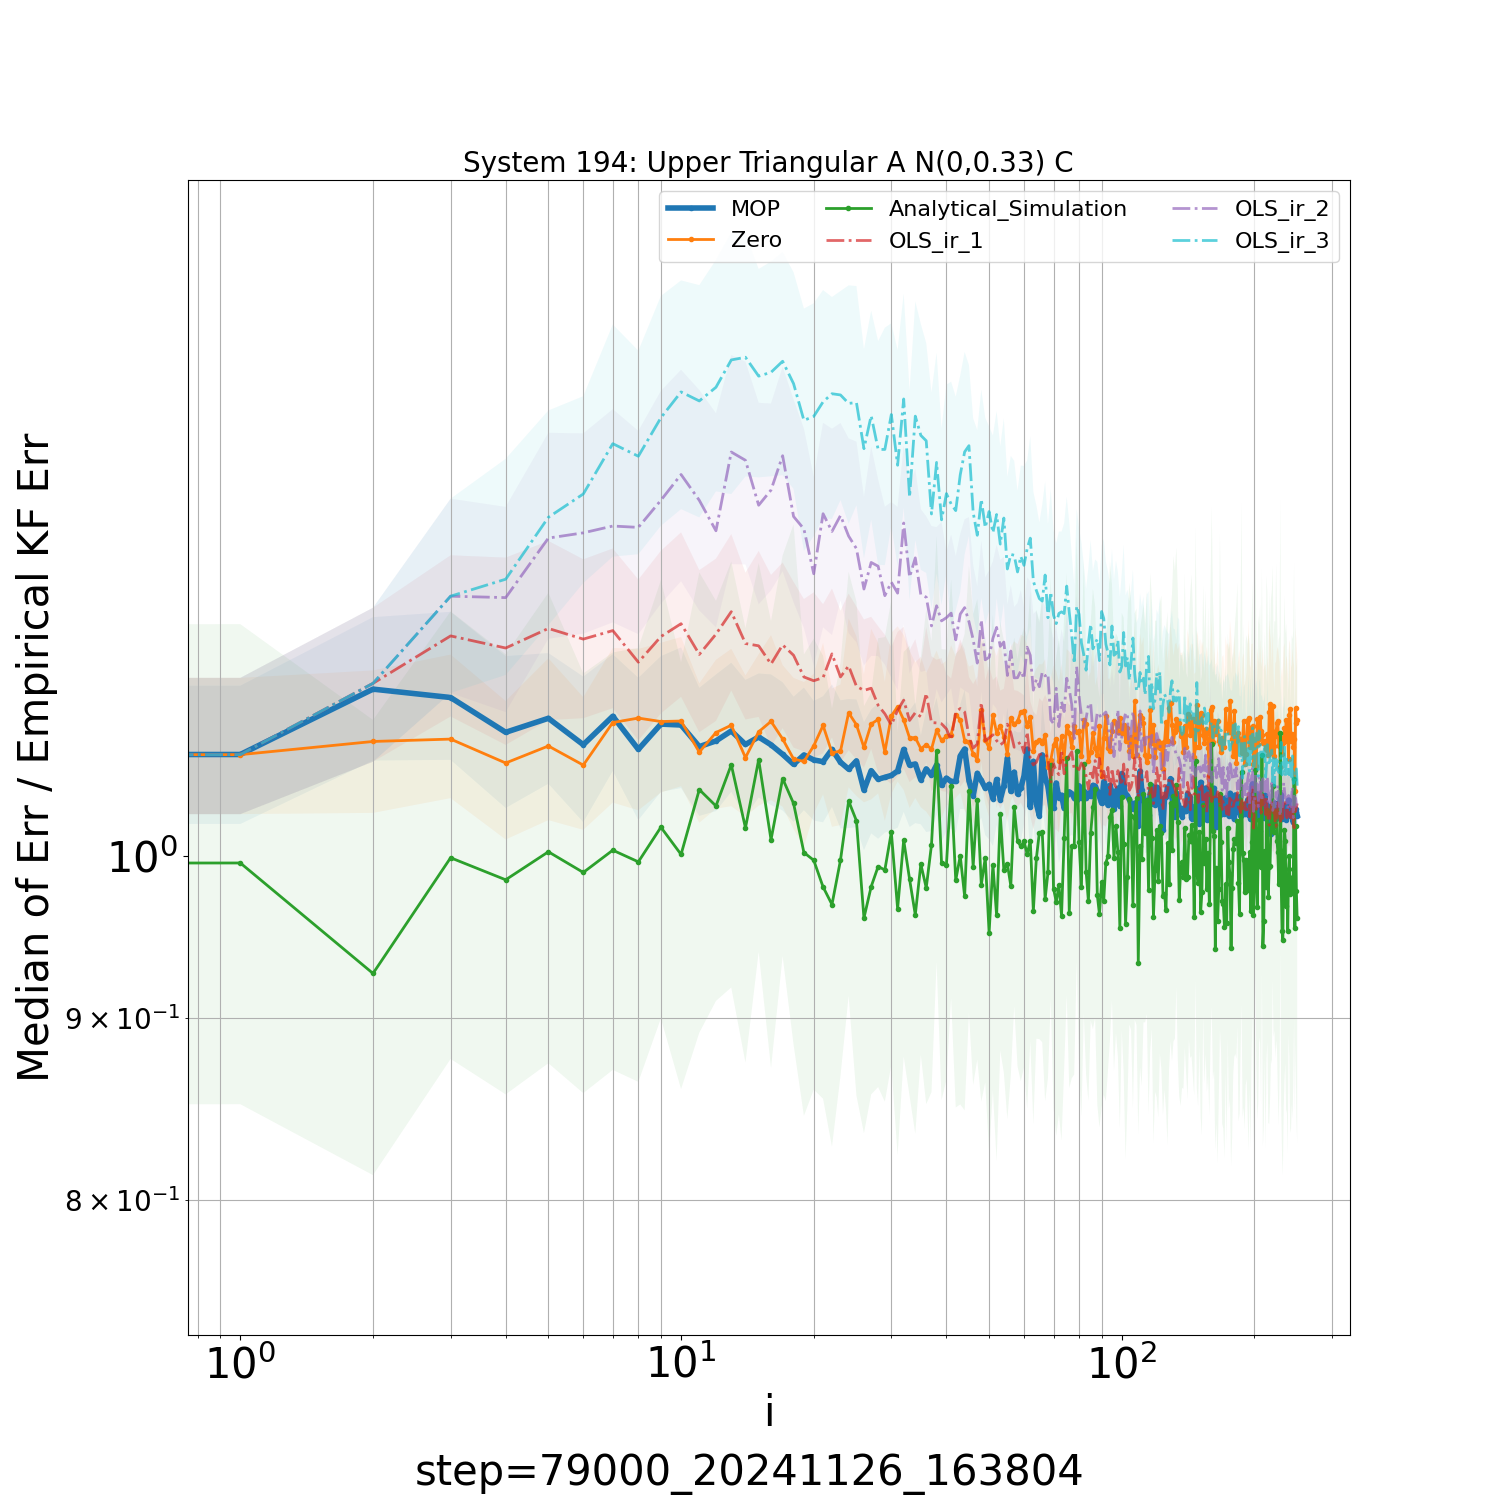 System 194: Upper Triangular A N(0,0.33) C
MOP
Zero
Analytical_Simulation
OLS_ir_1
OLS_ir_2
OLS_ir_3
Median of Err / Empirical KF Err
10⁰
9 × 10⁻¹
8 × 10⁻¹
10⁰
10¹
10²
i
step=79000_20241126_163804